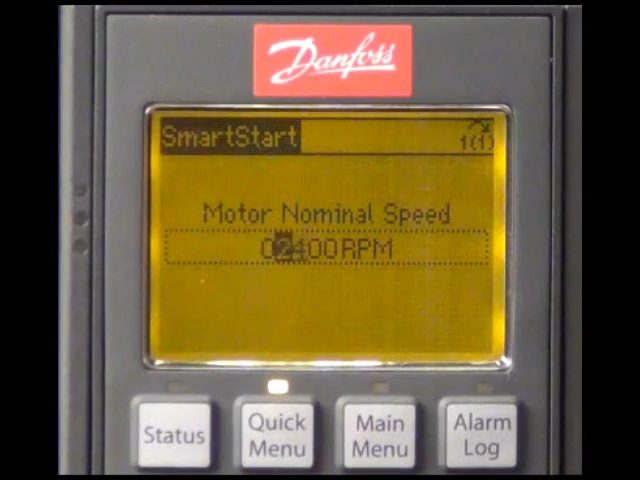 Danfoss
SmartStart
1(1)
Motor Nominal Speed
02400RPM
Status
Quick Menu
Main Menu
Alarm Log